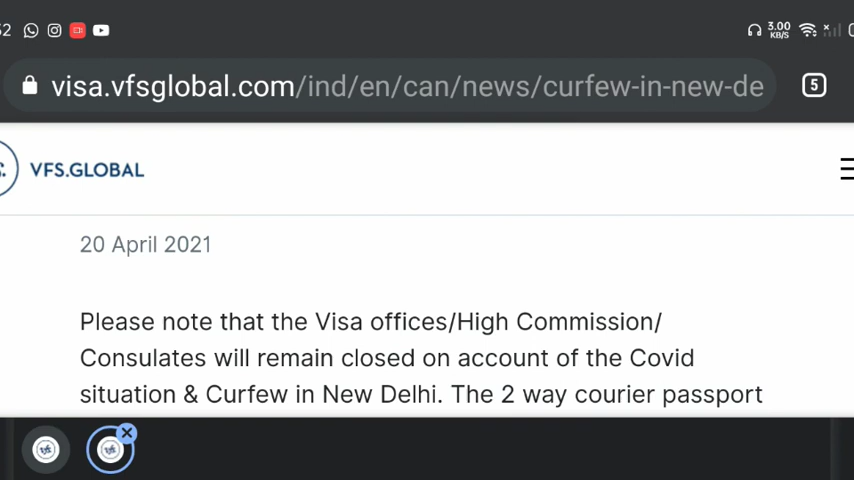 52
3.00
KB/S
visa.vfsglobal.com/ind/en/can/news/curfew-in-new-de
5
VFS.GLOBAL
20 April 2021
Please note that the Visa offices/High Commission/
Consulates will remain closed on account of the Covid
situation & Curfew in New Delhi. The 2 way courier passport